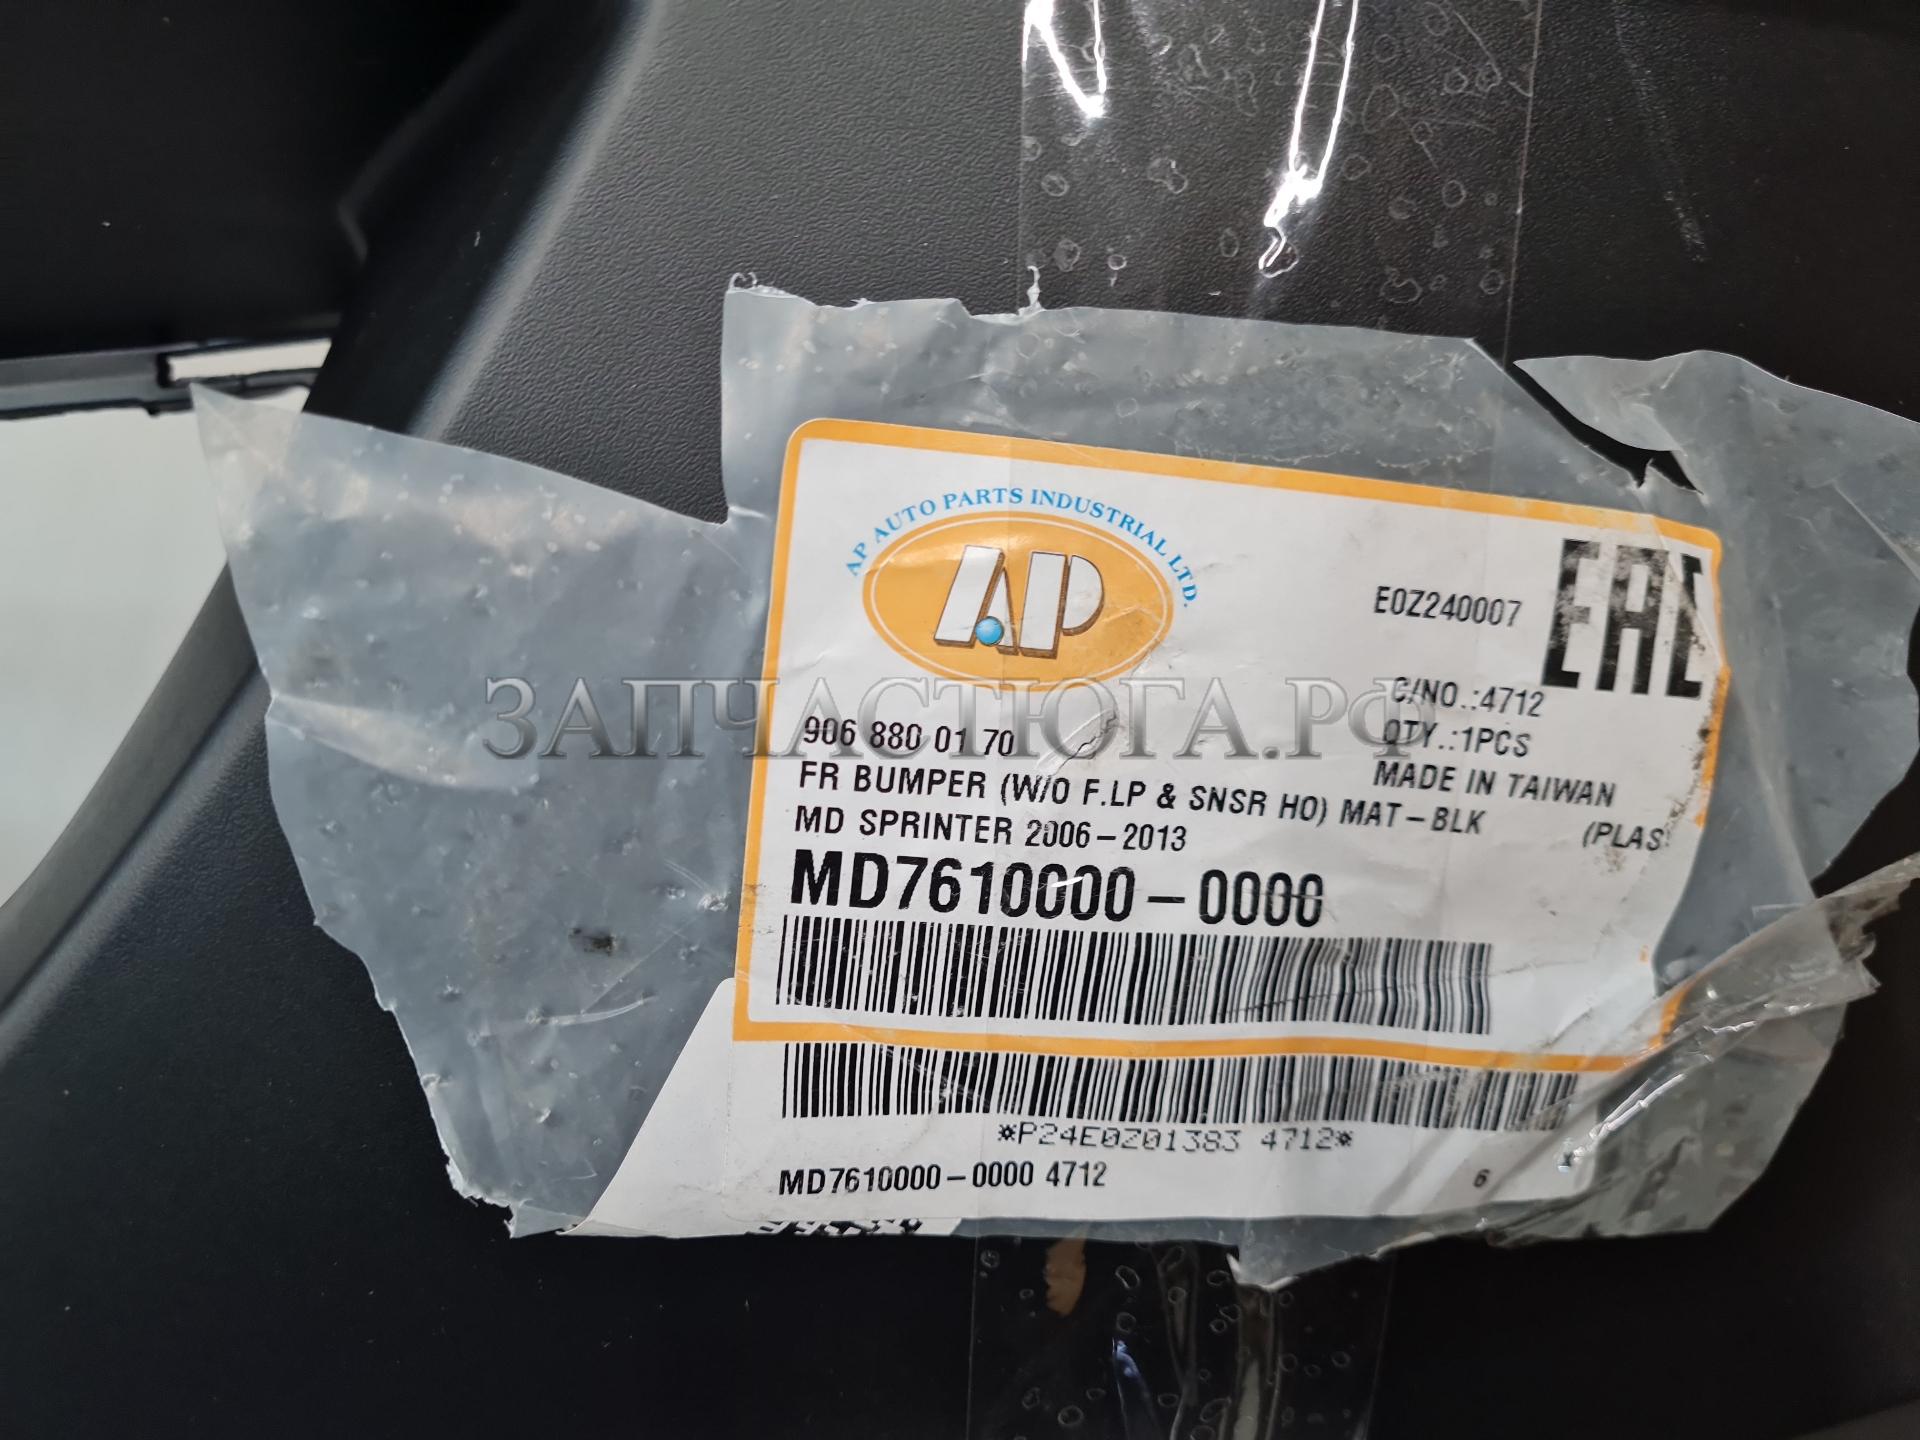 AP AUTO PARTS INDUSTRIAL LTD.
AP
E0Z240007
EAC
C/NO.:4712
QTY.:1PCS
MADE IN TAIWAN
906 880 01 70
FR BUMPER (W/O F.LP & SNSR HO) MAT-BLK (PLAS
MD SPRINTER 2006-2013
MD7610000-0000
*P24E0Z01383 4712*
MD7610000-0000 4712
6
ЗАПЧАСТЮГА.РФ